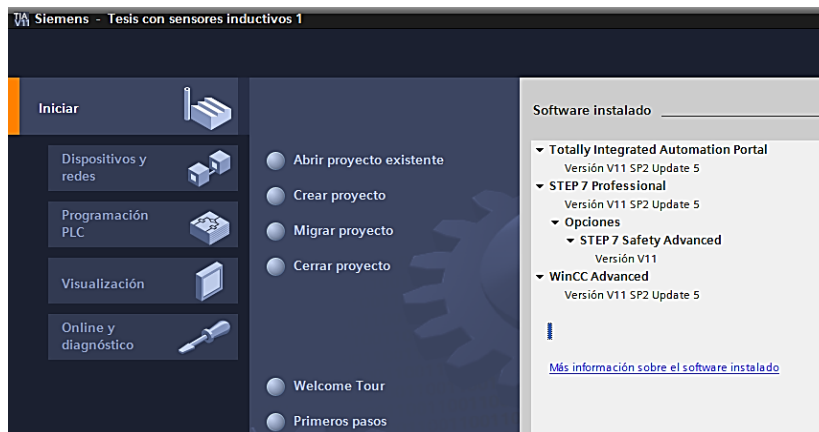 TIA V11 Siemens - Tesis con sensores inductivos 1
Iniciar
Dispositivos y
redes
Programación
PLC
Visualización
Online y
diagnóstico
Abrir proyecto existente
Crear proyecto
Migrar proyecto
Cerrar proyecto
Welcome Tour
Primeros pasos
Software instalado
Totally Integrated Automation Portal
Versión V11 SP2 Update 5
STEP 7 Professional
Versión V11 SP2 Update 5
Opciones
STEP 7 Safety Advanced
Versión V11
WinCC Advanced
Versión V11 SP2 Update 5
Más información sobre el software instalado